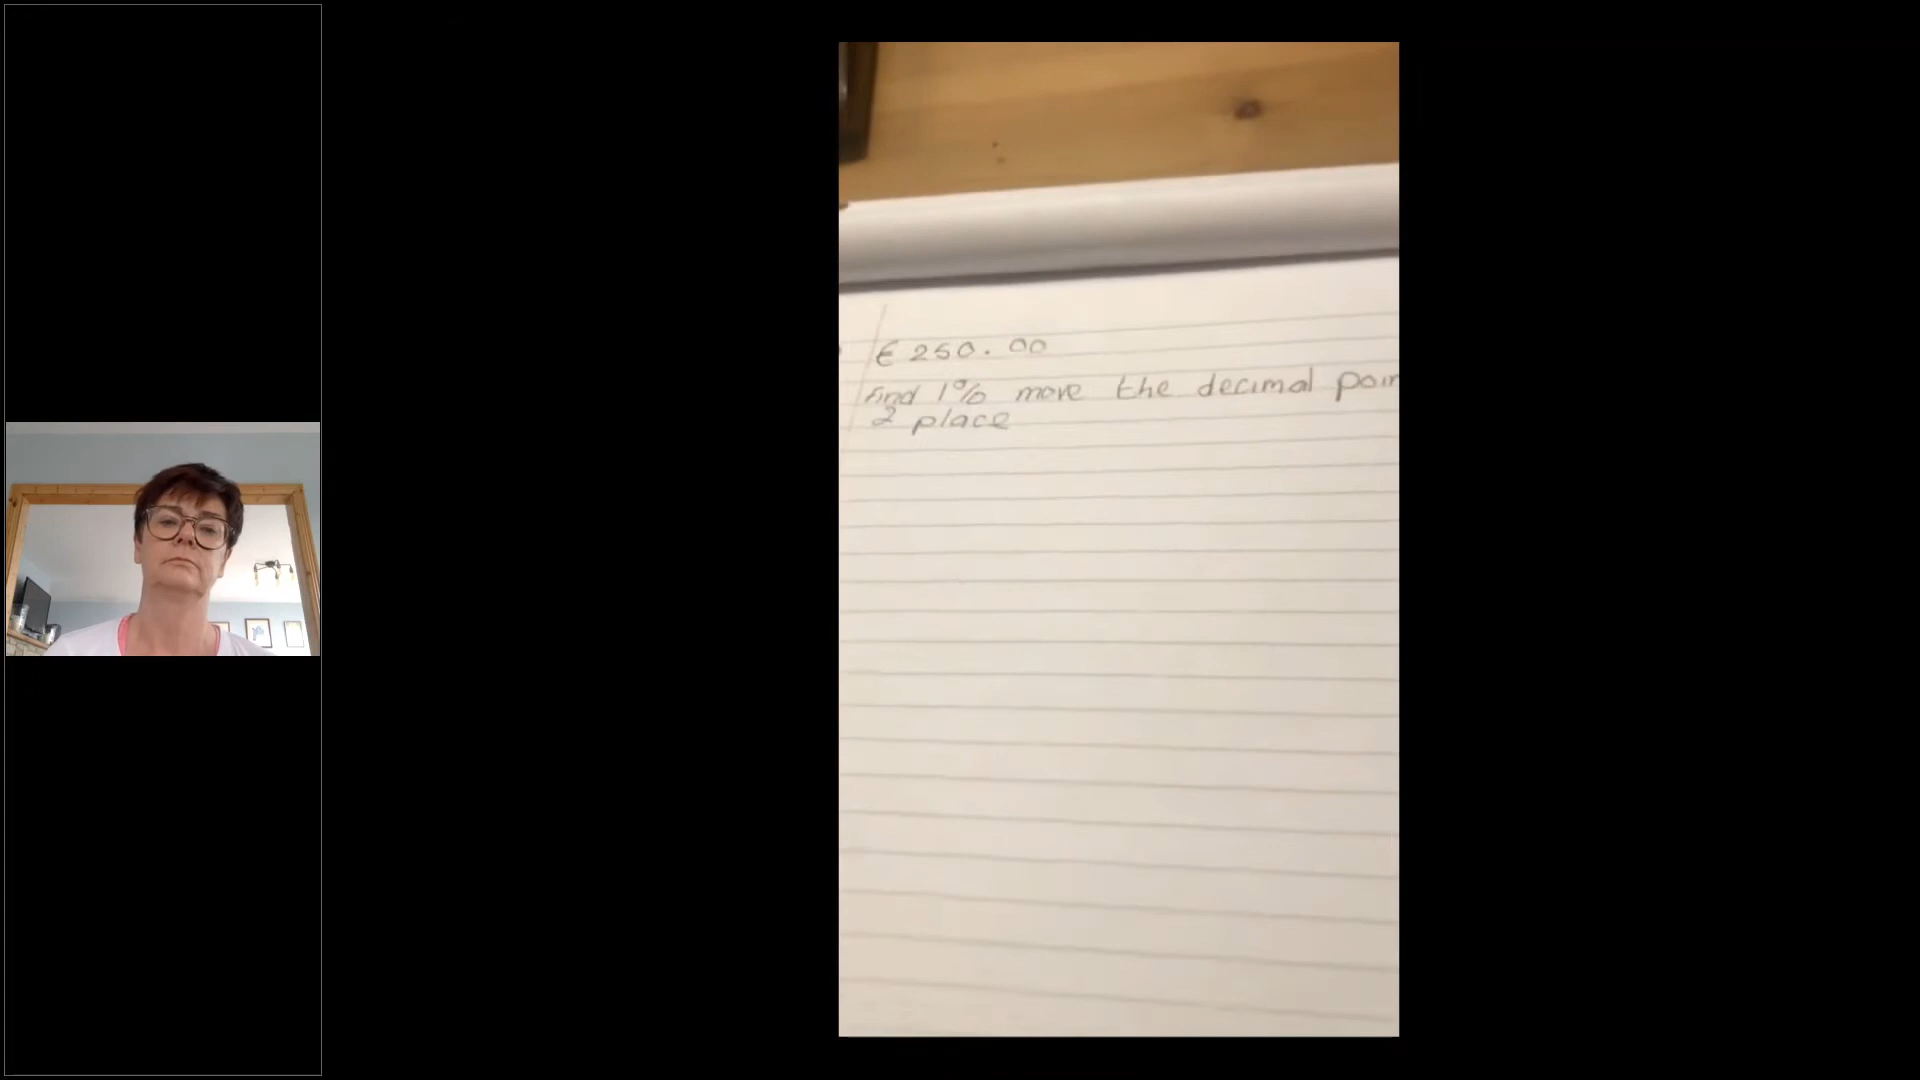 € 250.00
Find 1% move the decimal poin
2 place